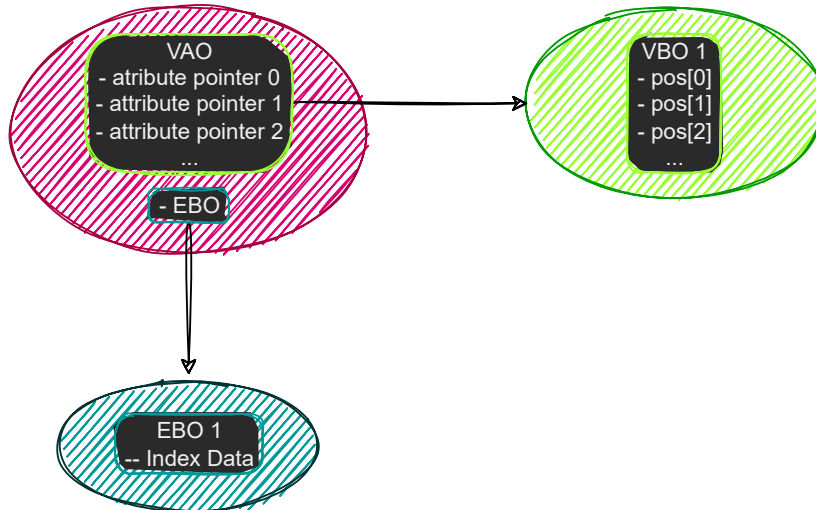 VAO
- atribute pointer 0
- attribute pointer 1
- attribute pointer 2
...
- EBO
VBO 1
- pos[0]
- pos[1]
- pos[2]
...
EBO 1
-- Index Data